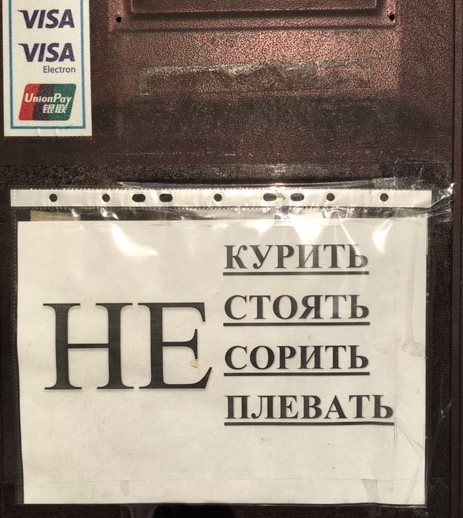 VISA
VISA
Electron
UnionPay
银联
НЕ
КУРИТЬ
СТОЯТЬ
СОРИТЬ
ПЛЕВАТЬ